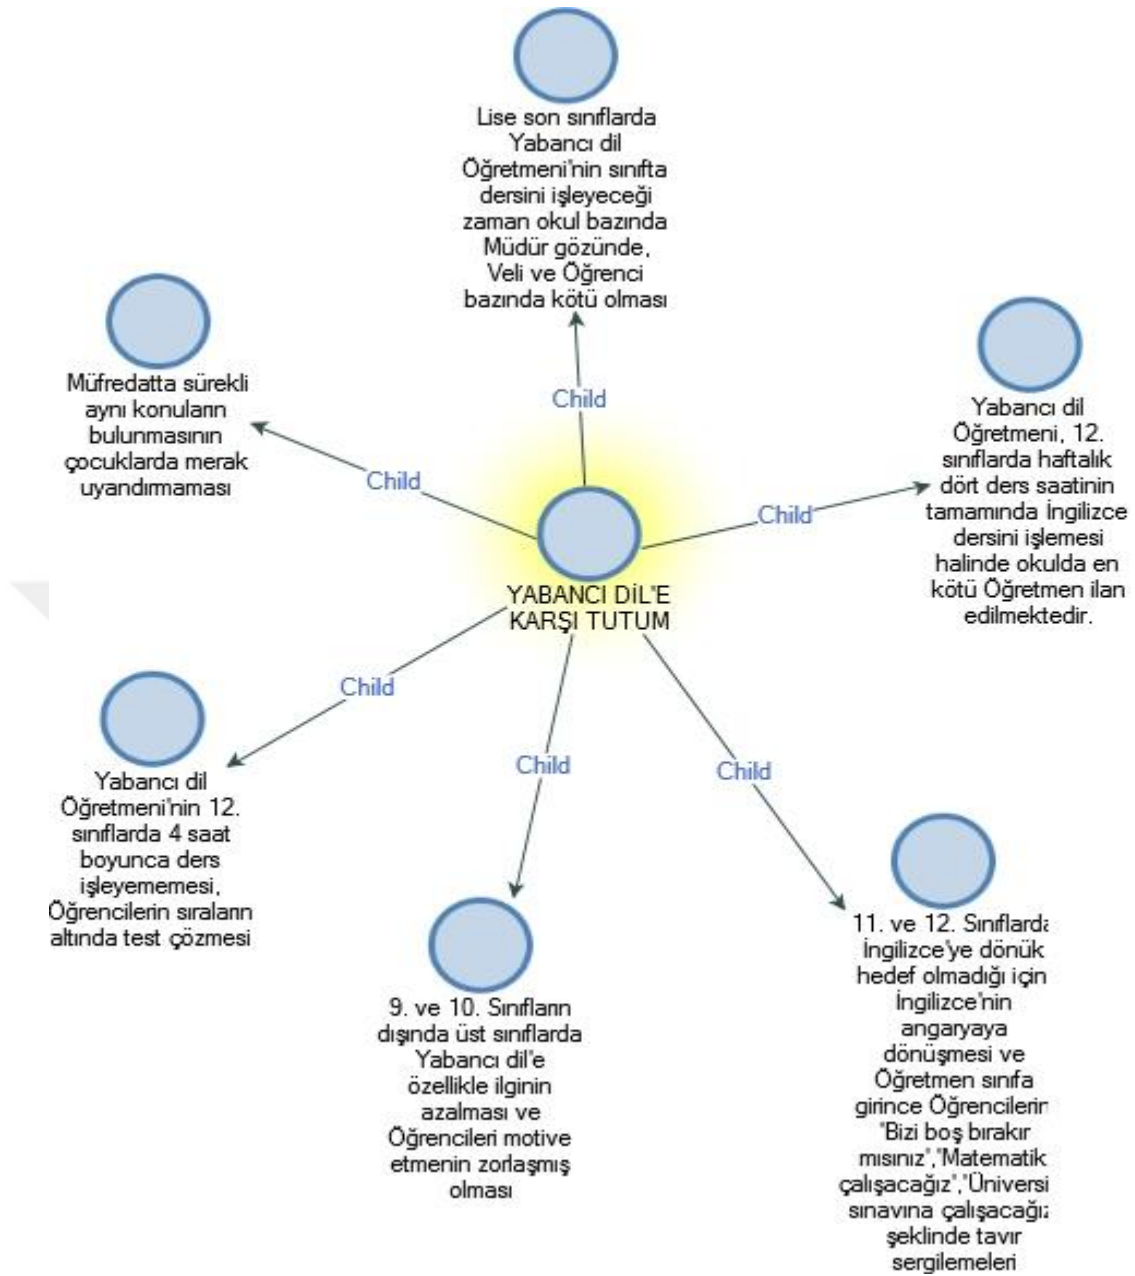 Lise son sınıflarda
Yabancı dil
Öğretmeni'nin sınıfta
dersini işleyeceği
zaman okul bazında
Müdür gözünde,
Veli ve Öğrenci
bazında kötü olması
Müfredatta sürekli
aynı konuların
bulunmasının
çocuklarda merak
uyandırmaması
Yabancı dil
Öğretmeni, 12.
sınıflarda haftalık
dört ders saatinin
tamamında İngilizce
dersini işlemesi
halinde okulda en
kötü Öğretmen ilan
edilmektedir.
Child
Child
Child
YABANCI DİL'E
KARŞI TUTUM
Child
Child
Child
Yabancı dil
Öğretmeni'nin 12.
sınıflarda 4 saat
boyunca ders
işleyememesi,
Öğrencilerin sıraların
altında test çözmesi
9. ve 10. Sınıfların
dışında üst sınıflarda
Yabancı dil'e
özellikle ilginin
azalması ve
Öğrencileri motive
etmenin zorlaşmış
olması
11. ve 12. Sınıflarda
İngilizce'ye dönük
hedef olmadığı için
İngilizce'nin
angaryaya
dönüşmesi ve
Öğretmen sınıfa
girince Öğrencilerin
"Bizi boş bırakır
mısınız","Matematik
çalışacağız","Üniversi
sınavına çalışacağız
şeklinde tavır
sergilemeleri